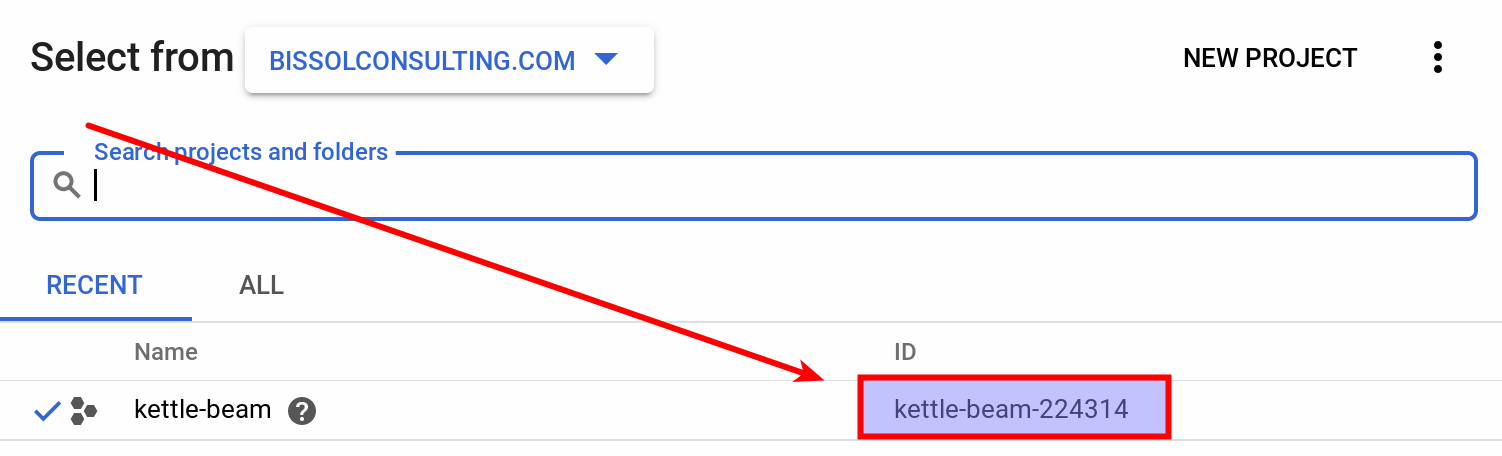 Select from BISSOLCONSULTING.COM NEW PROJECT
Search projects and folders
RECENT ALL
Name ID
kettle-beam kettle-beam-224314